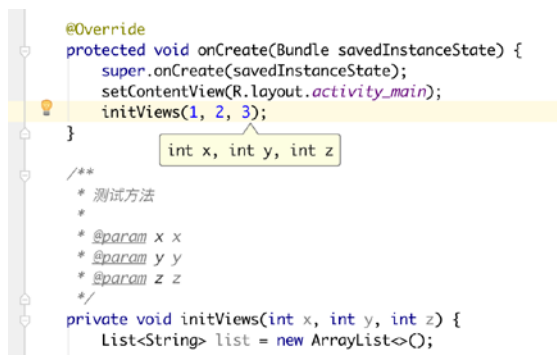 @Override
protected void onCreate(Bundle savedInstanceState) {
super.onCreate(savedInstanceState);
setContentView(R.layout.activity_main);
initViews(1, 2, 3);
}
int x, int y, int z
/**
* 测试方法
*
* @param x x
* @param y y
* @param z z
*/
private void initViews(int x, int y, int z) {
List<String> list = new ArrayList<>();